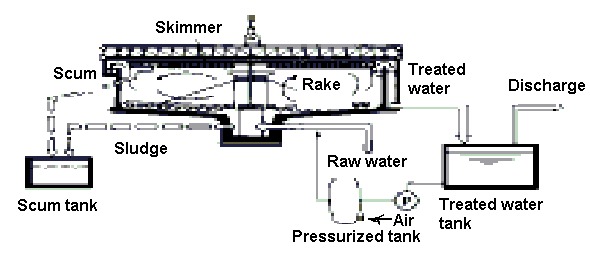 Skimmer
Scum
Rake
Treated
water
Discharge
Sludge
Raw water
Scum tank
P
Air
Pressurized tank
Treated water
tank